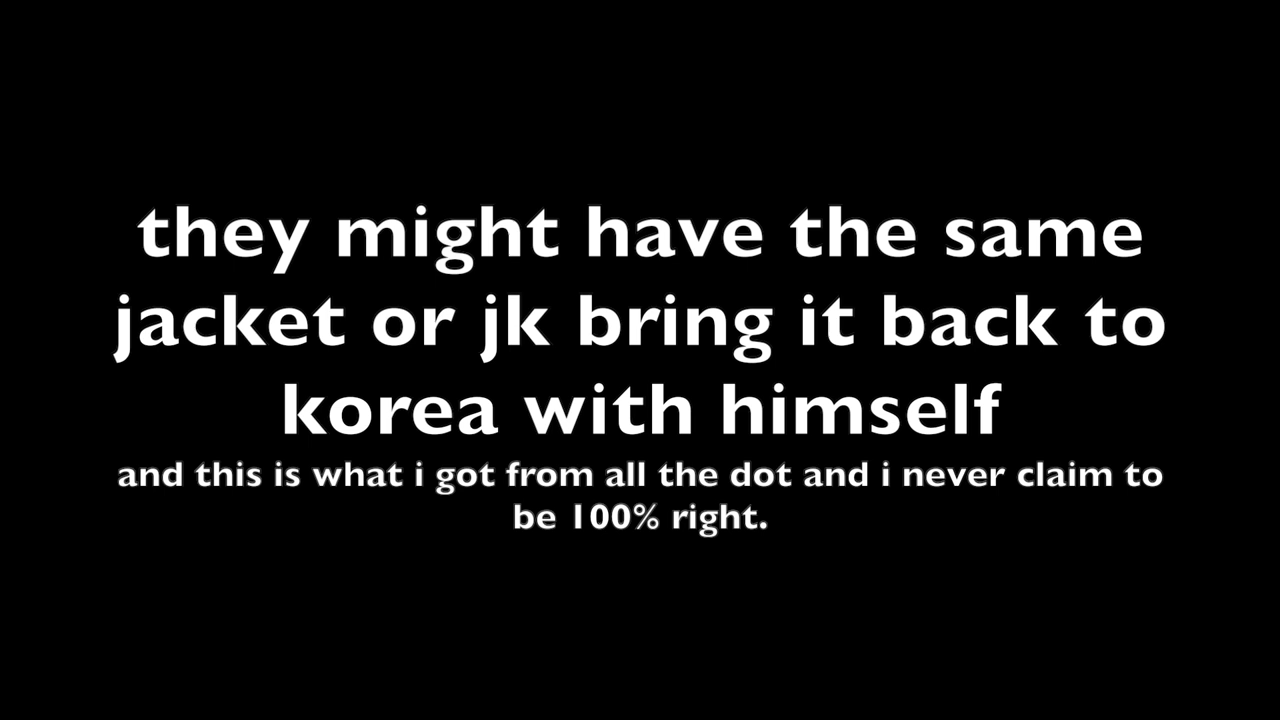 they might have the same
jacket or jk bring it back to
korea with himself
and this is what i got from all the dot and i never claim to
be 100% right.